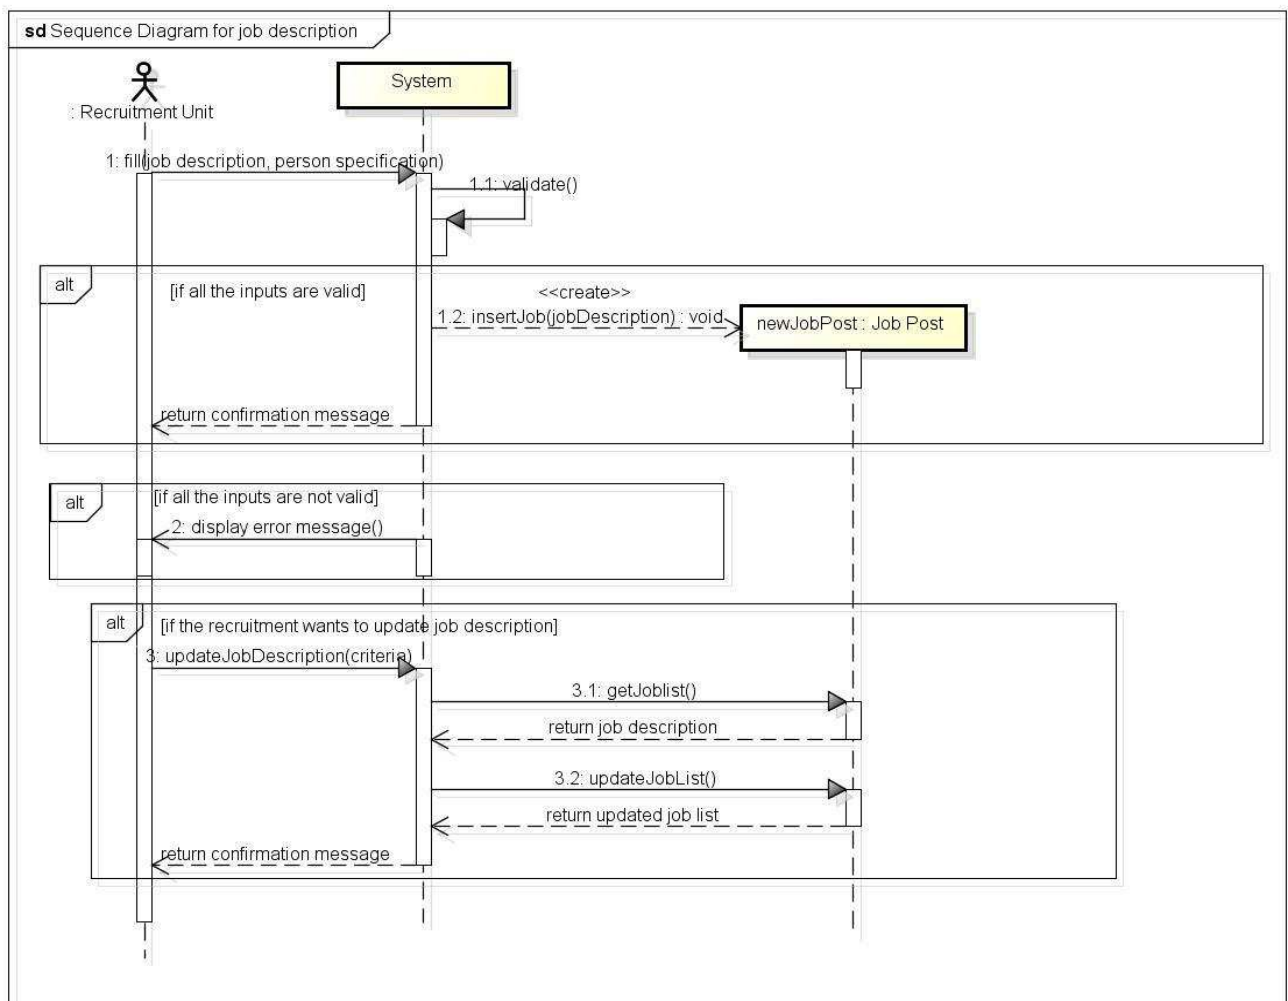 sd Sequence Diagram for job description
System
: Recruitment Unit
1: fill(job description, person specification)
1.1: validate()
alt
[if all the inputs are valid]
<<create>>
1.2: insertJob(jobDescription) : void
newJobPost : Job Post
return confirmation message
alt
[if all the inputs are not valid]
2: display error message()
alt
[if the recruitment wants to update job description]
3: updateJobDescription(criteria)
3.1: getJoblist()
return job description
3.2: updateJobList()
return updated job list
return confirmation message